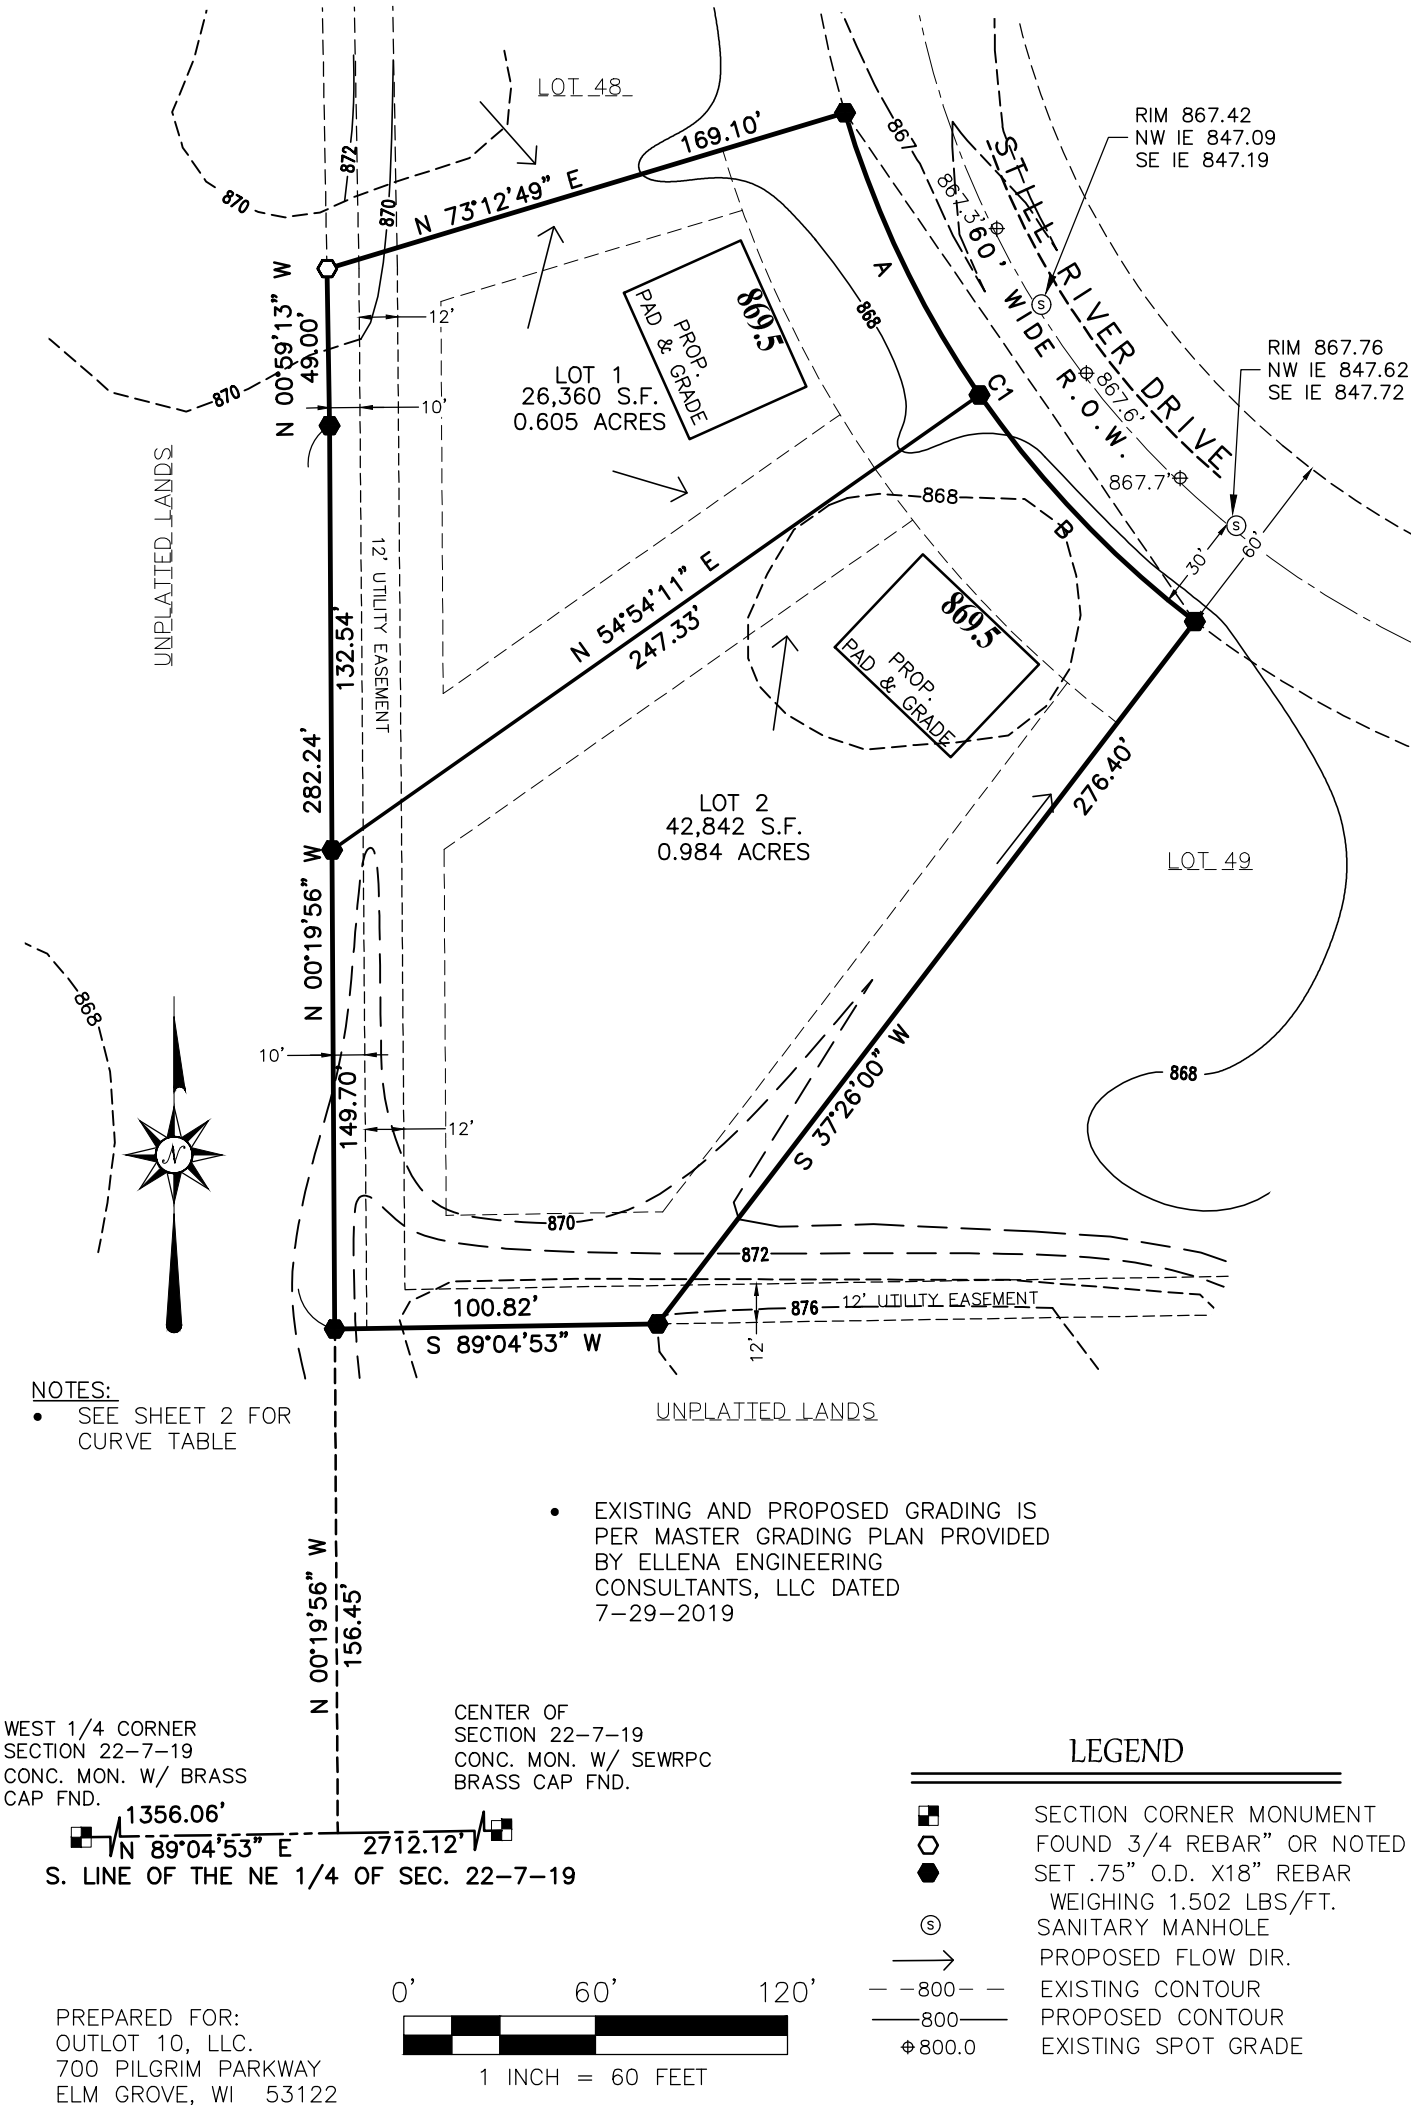 LOT 48
RIM 867.42
NW IE 847.09
SE IE 847.19
872
870
870
870
N 73°12'49" E
169.10'
867
867.3'
STILL RIVER DRIVE
60' WIDE R.O.W.
RIM 867.76
NW IE 847.62
SE IE 847.72
N 00°59'13" W
49.00'
12'
10'
A
868
C1
867.6'
867.7'
869.5
PROP.
PAD & GRADE
LOT 1
26,360 S.F.
0.605 ACRES
UNPLATTED LANDS
12' UTILITY EASEMENT
132.54'
282.24'
N 00°19'56" W
N 54°54'11" E
247.33'
868
B
30'
60'
869.5
PROP.
PAD & GRADE
276.40'
LOT 2
42,842 S.F.
0.984 ACRES
LOT 49
868
868
10'
149.70'
12'
S 37°26'00" W
N
870
872
876
12' UTILITY EASEMENT
12'
100.82'
S 89°04'53" W
UNPLATTED LANDS
NOTES:
• SEE SHEET 2 FOR
CURVE TABLE
• EXISTING AND PROPOSED GRADING IS
PER MASTER GRADING PLAN PROVIDED
BY ELLENA ENGINEERING
CONSULTANTS, LLC DATED
7-29-2019
N 00°19'56" W
156.45'
WEST 1/4 CORNER
SECTION 22-7-19
CONC. MON. W/ BRASS
CAP FND.
CENTER OF
SECTION 22-7-19
CONC. MON. W/ SEWRPC
BRASS CAP FND.
1356.06'
N 89°04'53" E
2712.12'
S. LINE OF THE NE 1/4 OF SEC. 22-7-19
LEGEND
SECTION CORNER MONUMENT
FOUND 3/4 REBAR" OR NOTED
SET .75" O.D. X18" REBAR
WEIGHING 1.502 LBS/FT.
S SANITARY MANHOLE
PROPOSED FLOW DIR.
800 EXISTING CONTOUR
800 PROPOSED CONTOUR
800.0 EXISTING SPOT GRADE
PREPARED FOR:
OUTLOT 10, LLC.
700 PILGRIM PARKWAY
ELM GROVE, WI 53122
0' 60' 120'
1 INCH = 60 FEET